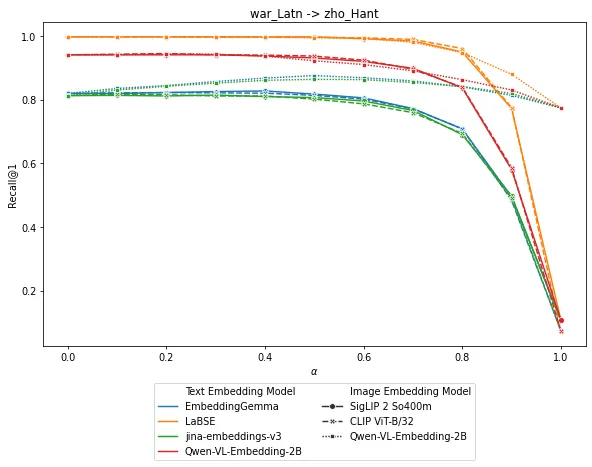 war_Latn -> zho_Hant
Recall@1
1.0
0.8
0.6
0.4
0.2
0.0 0.2 0.4 0.6 0.8 1.0
α
Text Embedding Model
EmbeddingGemma
LaBSE
jina-embeddings-v3
Qwen-VL-Embedding-2B
Image Embedding Model
SigLIP 2 So400m
CLIP ViT-B/32
Qwen-VL-Embedding-2B